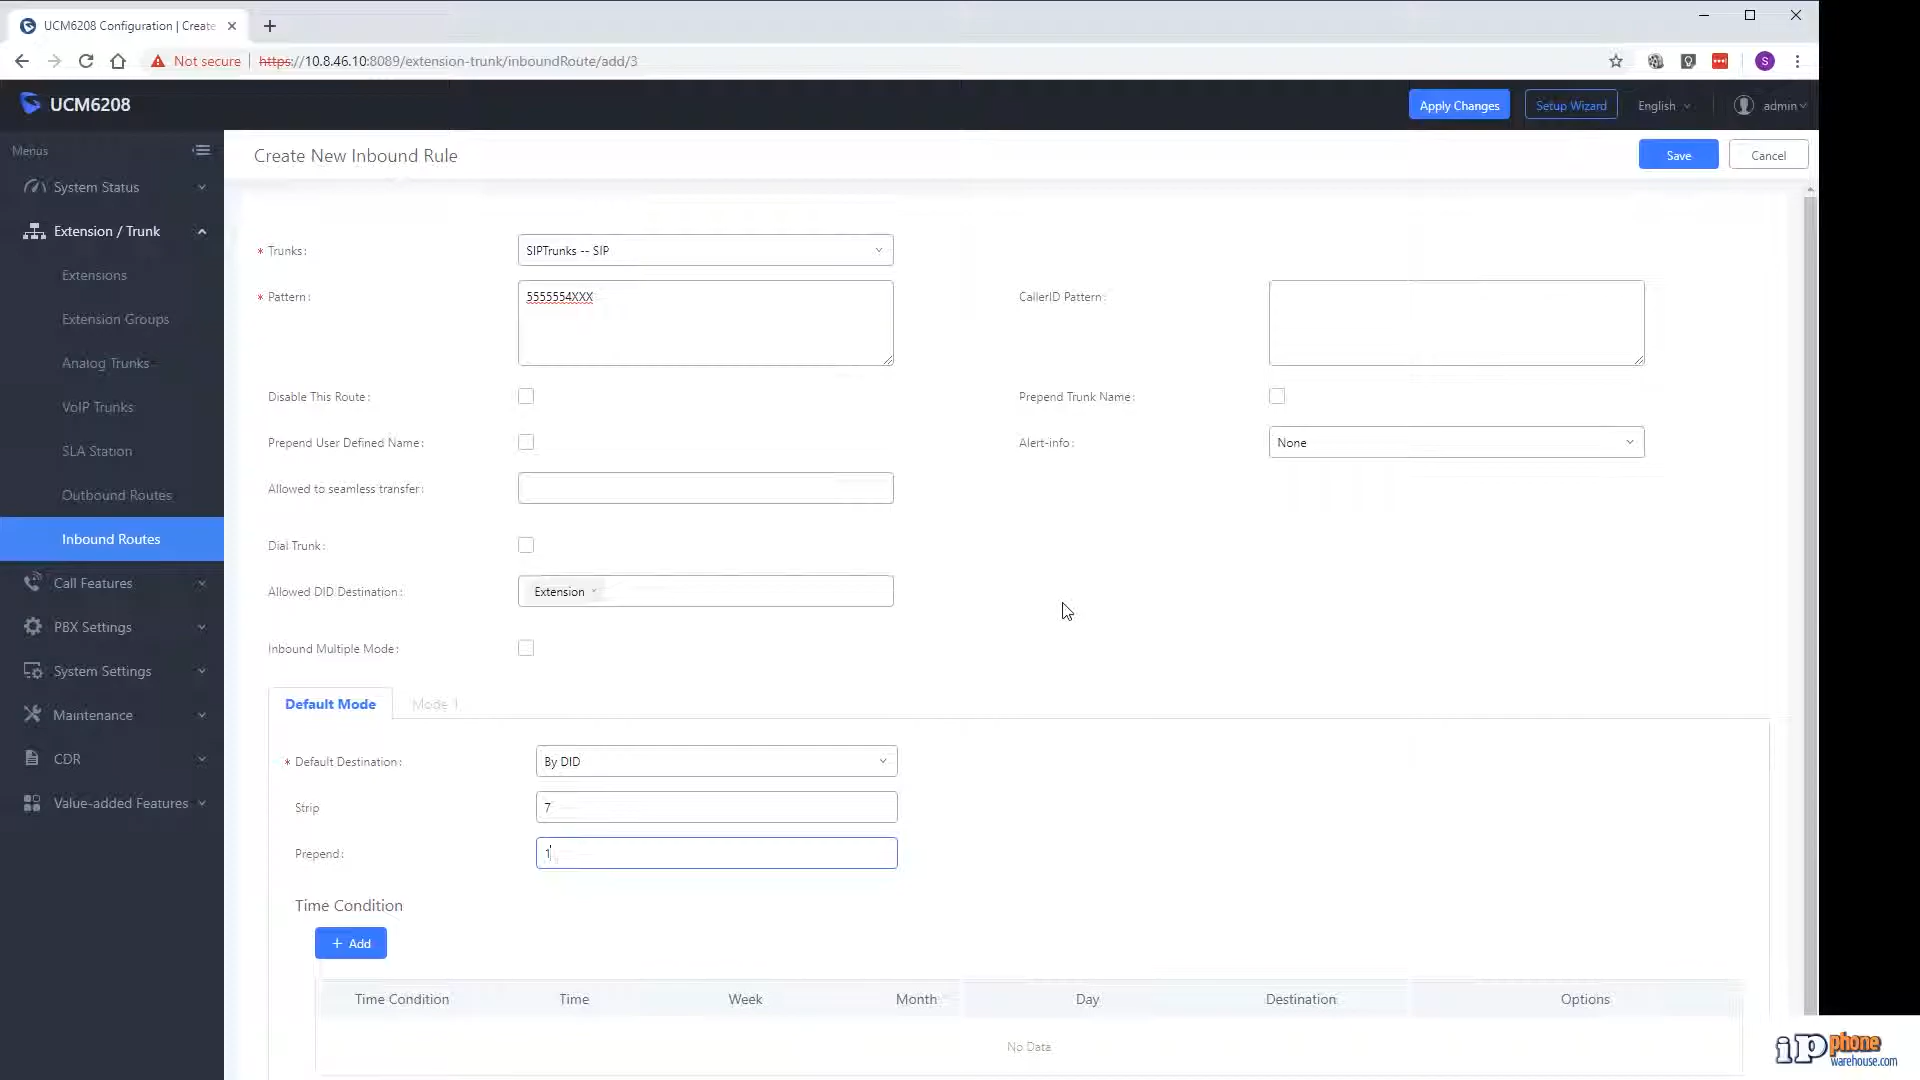 UCM6208 Configuration | Create
Not secure
https://10.8.46.10:8089/extension-trunk/inboundRoute/add/3
S
UCM6208
Apply Changes
Setup Wizard
English
admin
Menus
Create New Inbound Rule
Save
Cancel
System Status
Extension / Trunk
Extensions
Extension Groups
Analog Trunks
VoIP Trunks
SLA Station
Outbound Routes
Inbound Routes
Call Features
PBX Settings
System Settings
Maintenance
CDR
Value-added Features
* Trunks:
SIPTrunks -- SIP
* Pattern:
5555554XXX
CallerID Pattern:
Disable This Route:
Prepend Trunk Name:
Prepend User Defined Name:
Alert-info:
None
Allowed to seamless transfer:
Dial Trunk:
Allowed DID Destination:
Extension
Inbound Multiple Mode:
Default Mode
Mode 1
* Default Destination:
By DID
Strip
7
Prepend:
1
Time Condition
+ Add
Time Condition Time Week Month Day Destination Options
No Data
ip phone
warehouse.com